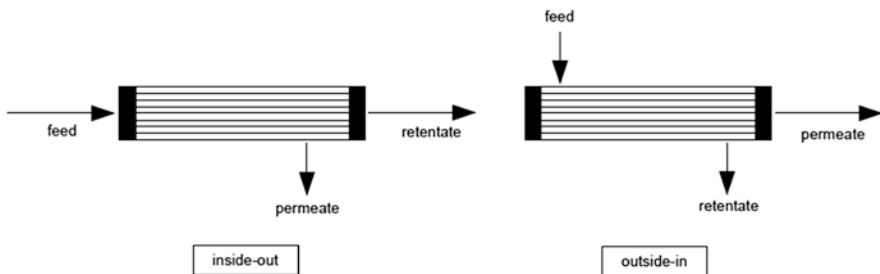 feed
retentate
permeate
inside-out
feed
permeate
retentate
outside-in